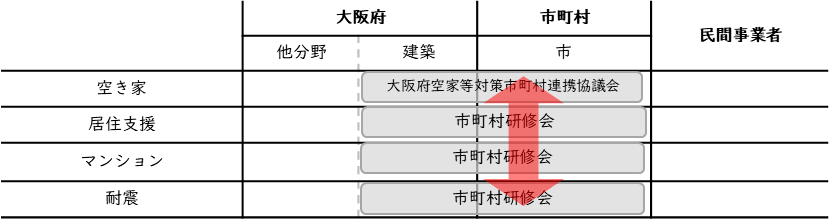 大阪府 市町村 民間事業者
他分野 建築 市
空き家 大阪府空家等対策市町村連携協議会
居住支援 市町村研修会
マンション 市町村研修会
耐震 市町村研修会